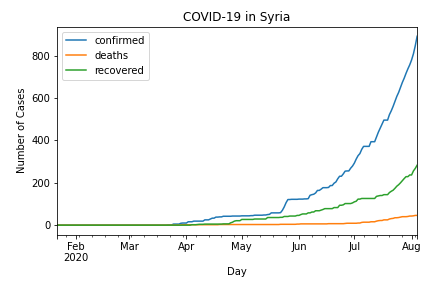 COVID-19 in Syria
confirmed
deaths
recovered
Number of Cases
800
600
400
200
0
Feb Mar Apr May Jun Jul Aug
2020
Day